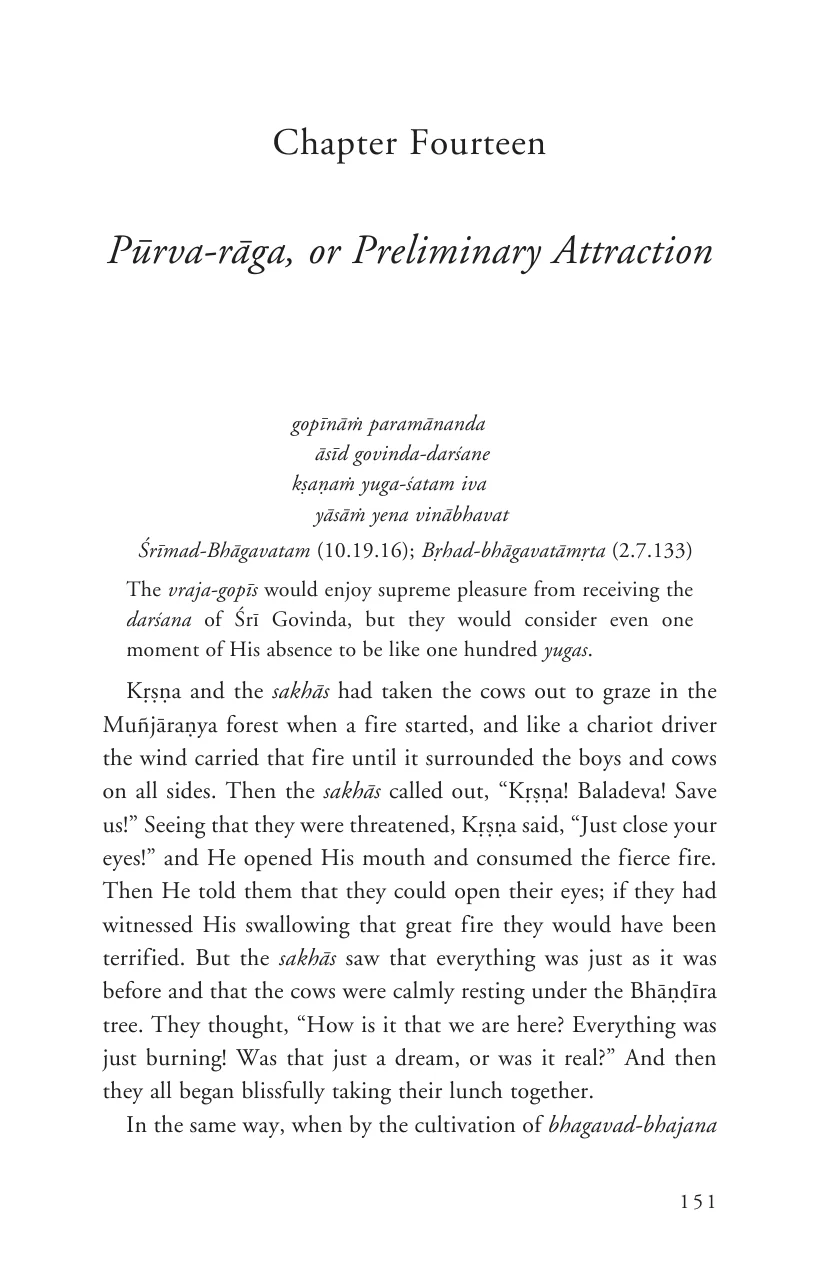 Chapter Fourteen
Pūrva-rāga, or Preliminary Attraction
gopīnāṁ paramānanda
āsīd govinda-darśane
kṣaṇaṁ yuga-śatam iva
yāsāṁ yena vinābhavat
Śrīmad-Bhāgavatam (10.19.16); Bṛhad-bhāgavatāmṛta (2.7.133)
The vraja-gopīs would enjoy supreme pleasure from receiving the
darśana of Śrī Govinda, but they would consider even one
moment of His absence to be like one hundred yugas.
Kṛṣṇa and the sakhās had taken the cows out to graze in the
Muñjāraṇya forest when a fire started, and like a chariot driver
the wind carried that fire until it surrounded the boys and cows
on all sides. Then the sakhās called out, “Kṛṣṇa! Baladeva! Save
us!” Seeing that they were threatened, Kṛṣṇa said, “Just close your
eyes!” and He opened His mouth and consumed the fierce fire.
Then He told them that they could open their eyes; if they had
witnessed His swallowing that great fire they would have been
terrified. But the sakhās saw that everything was just as it was
before and that the cows were calmly resting under the Bhāṇḍīra
tree. They thought, “How is it that we are here? Everything was
just burning! Was that just a dream, or was it real?” And then
they all began blissfully taking their lunch together.
In the same way, when by the cultivation of bhagavad-bhajana
151